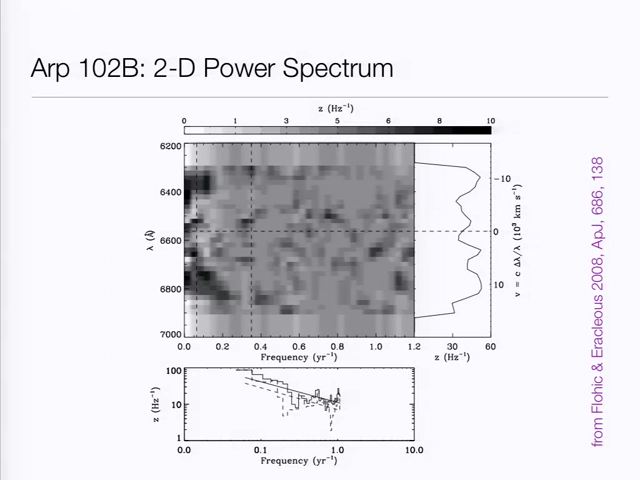 Arp 102B: 2-D Power Spectrum
z (Hz⁻¹)
0 1 3 5 6 8 10
6200
6400
6600
6800
7000
λ (Å)
-10
0
10
v = c Δλ/λ (10³ km s⁻¹)
0.0 0.2 0.4 0.6 0.8 1.0 1.2 30 60
Frequency (yr⁻¹) z (Hz⁻¹)
100
10
1
z (Hz⁻¹)
0.0 0.1 1.0 10.0
Frequency (yr⁻¹)
from Flohic & Eracleous 2008, ApJ, 686, 138